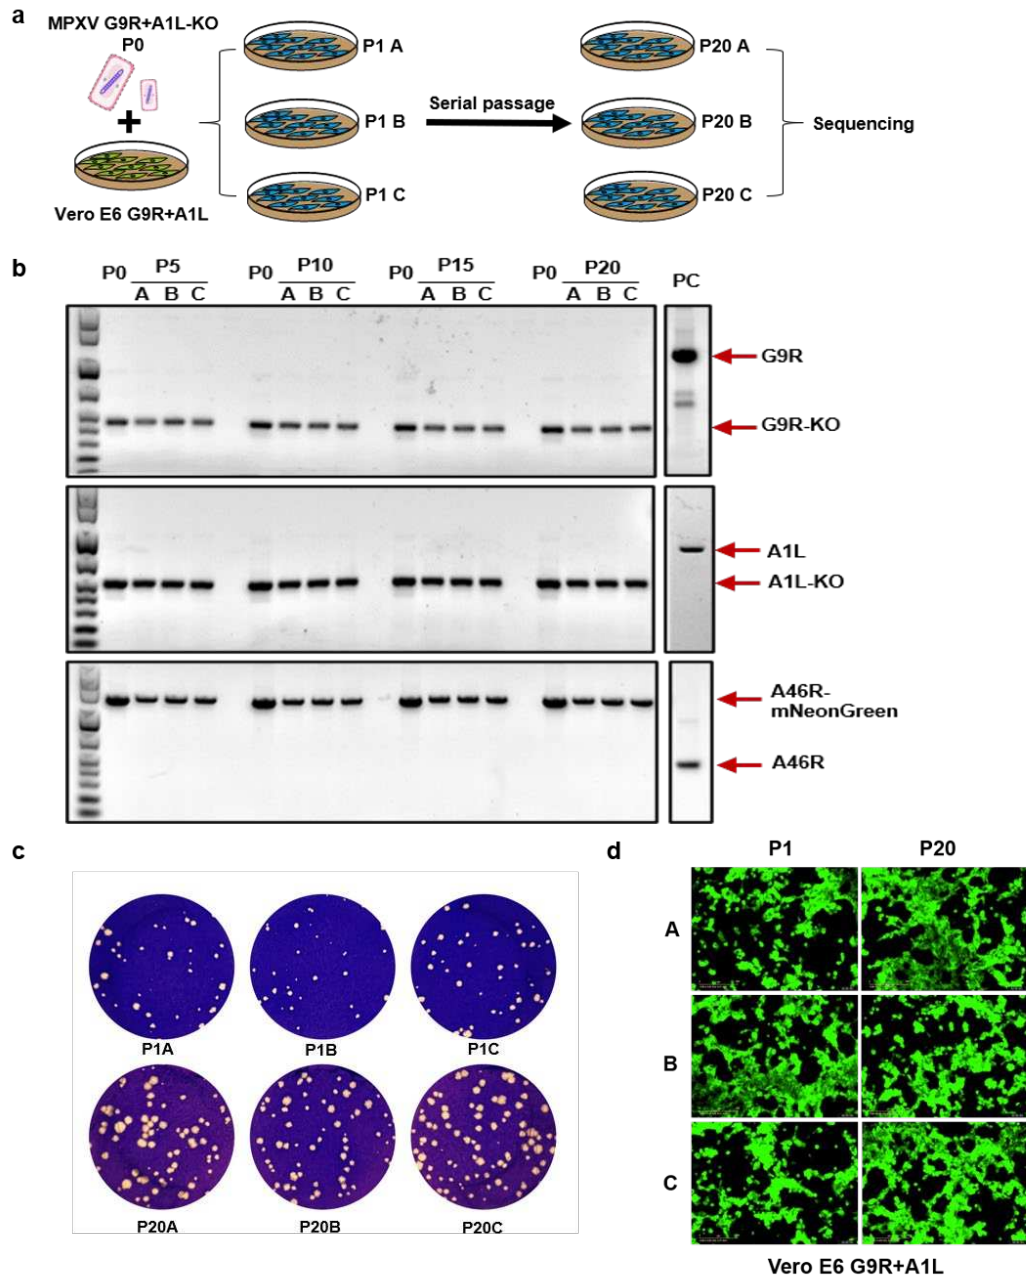 a
MPXV G9R+A1L-KO
P0
Vero E6 G9R+A1L
P1 A
P1 B
P1 C
Serial passage
P20 A
P20 B
P20 C
Sequencing
b
P0 P5 P0 P10 P0 P15 P0 P20 PC
A B C A B C A B C A B C
G9R
G9R-KO
A1L
A1L-KO
A46R-
mNeonGreen
A46R
c
P1A P1B P1C
P20A P20B P20C
d
P1 P20
A
B
C
Vero E6 G9R+A1L